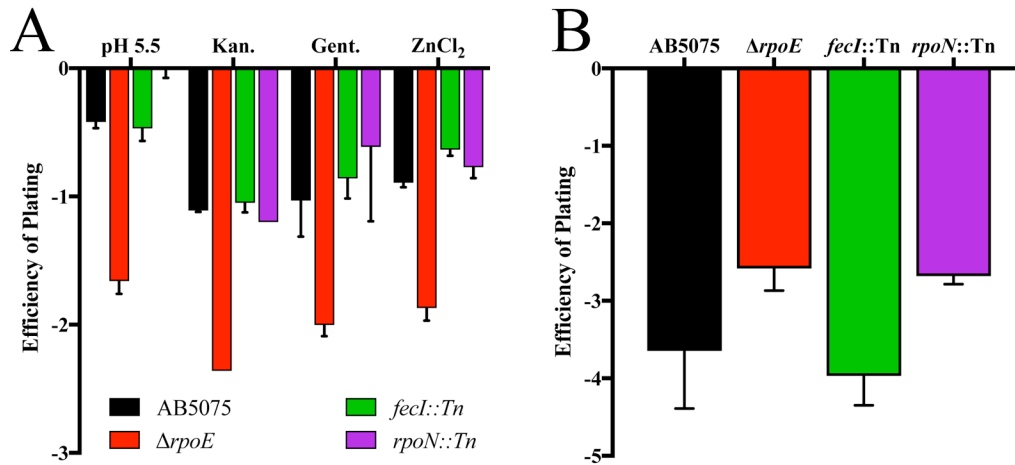 A
pH 5.5 Kan. Gent. ZnCl₂
0
-1
-2
-3
Efficiency of Plating
AB5075
ΔrpoE
fecI::Tn
rpoN::Tn
B
AB5075 ΔrpoE fecI::Tn rpoN::Tn
0
-1
-2
-3
-4
-5
Efficiency of Plating